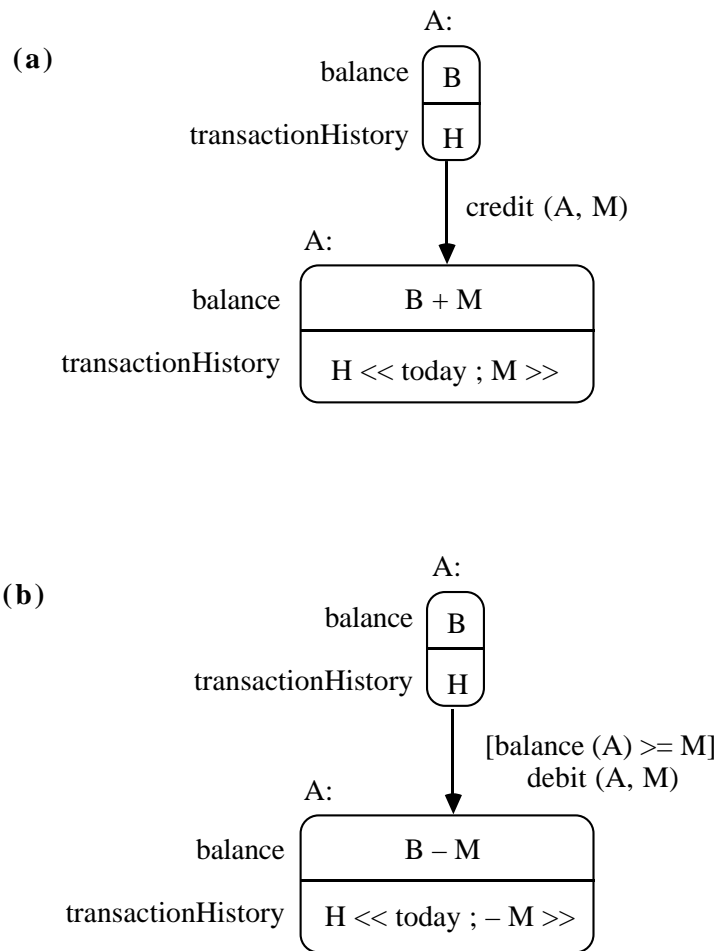 A:
(a)
balance B
transactionHistory H
credit (A, M)
A:
balance B + M
transactionHistory H << today ; M >>
A:
(b)
balance B
transactionHistory H
[balance (A) >= M]
debit (A, M)
A:
balance B – M
transactionHistory H << today ; – M >>